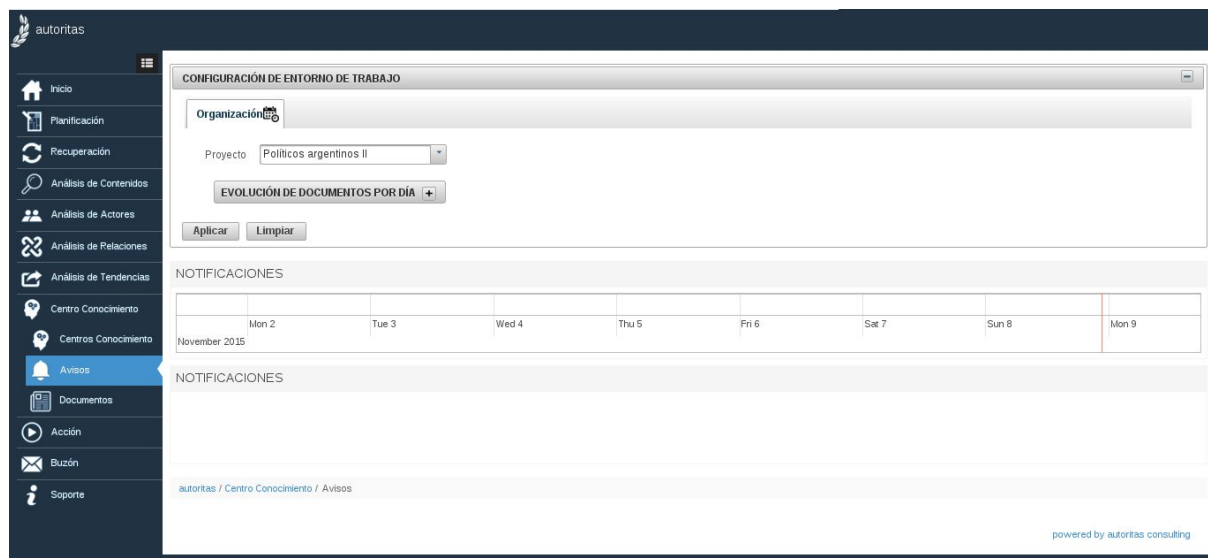 autoritas
Inicio
Planificación
Recuperación
Análisis de Contenidos
Análisis de Actores
Análisis de Relaciones
Análisis de Tendencias
Centro Conocimiento
Centros Conocimiento
Avisos
Documentos
Acción
Buzón
Soporte
CONFIGURACIÓN DE ENTORNO DE TRABAJO
Organización
Proyecto Políticos argentinos II
EVOLUCIÓN DE DOCUMENTOS POR DÍA
Aplicar Limpiar
NOTIFICACIONES
Mon 2 Tue 3 Wed 4 Thu 5 Fri 6 Sat 7 Sun 8 Mon 9
November 2015
NOTIFICACIONES
autoritas / Centro Conocimiento / Avisos
powered by autoritas consulting